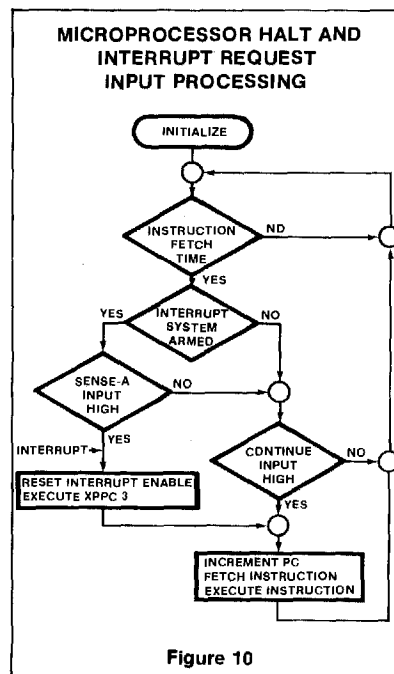 MICROPROCESSOR HALT AND
INTERRUPT REQUEST
INPUT PROCESSING
INITIALIZE
INSTRUCTION
FETCH
TIME
ND
YES
YES
INTERRUPT
SYSTEM
ARMED
NO
SENSE-A
INPUT
HIGH
NO
YES
INTERRUPT
CONTINUE
INPUT
HIGH
NO
YES
RESET INTERRUPT ENABLE
EXECUTE XPPC 3
INCREMENT PC
FETCH INSTRUCTION
EXECUTE INSTRUCTION
Figure 10